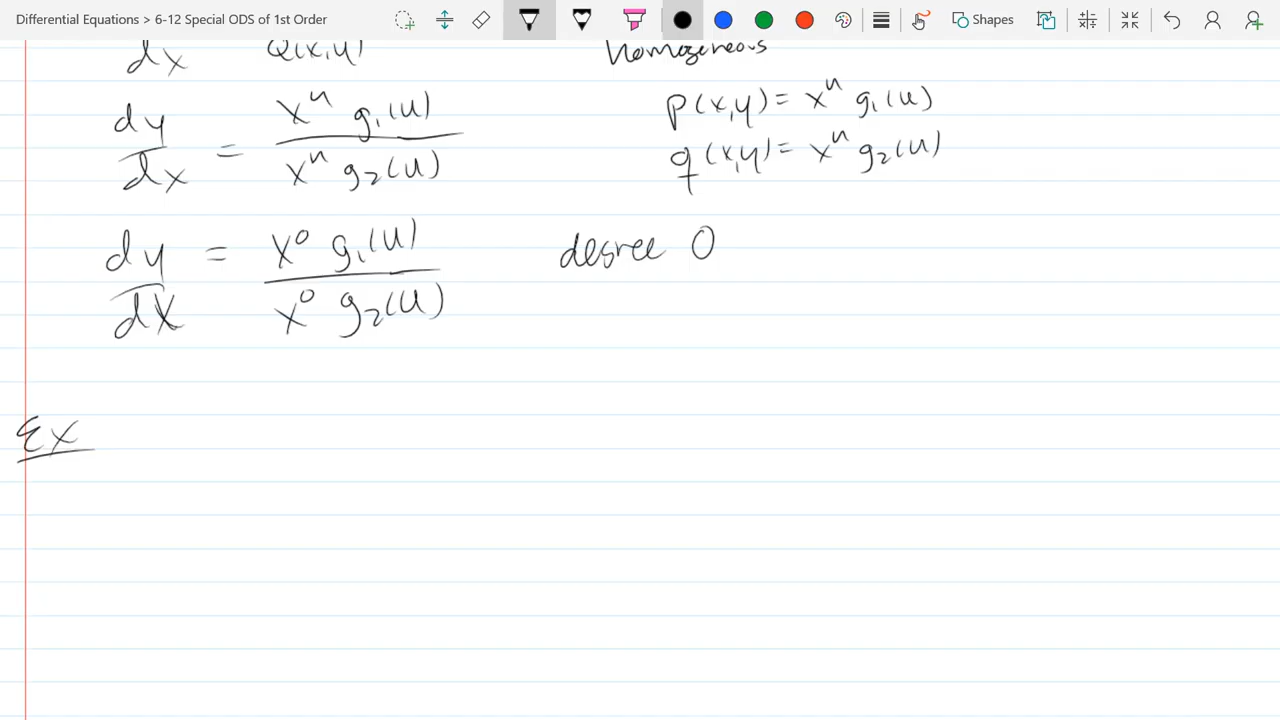 Differential Equations > 6-12 Special ODS of 1st Order
Shapes
dx Q(x,y) homogeneous
dy/dx = x^n g₁(u) / x^n g₂(u)
p(x,y) = x^n g₁(u)
q(x,y) = x^n g₂(u)
dy/dx = x^0 g₁(u) / x^0 g₂(u) degree 0
Ex